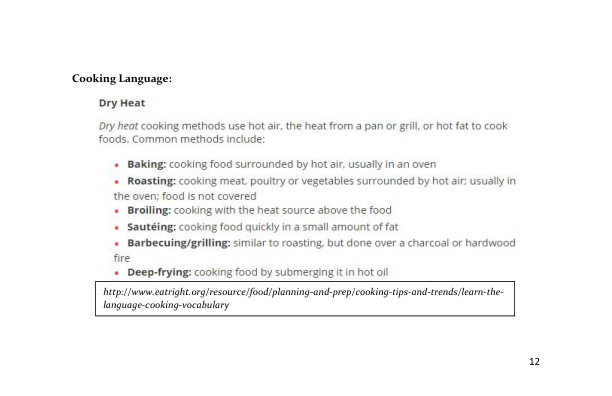 Cooking Language:
Dry Heat
Dry heat cooking methods use hot air, the heat from a pan or grill, or hot fat to cook
foods. Common methods include:
• Baking: cooking food surrounded by hot air, usually in an oven
• Roasting: cooking meat, poultry or vegetables surrounded by hot air; usually in
the oven; food is not covered
• Broiling: cooking with the heat source above the food
• Sautéing: cooking food quickly in a small amount of fat
• Barbecuing/grilling: similar to roasting, but done over a charcoal or hardwood
fire
• Deep-frying: cooking food by submerging it in hot oil
http://www.eatright.org/resource/food/planning-and-prep/cooking-tips-and-trends/learn-the-
language-cooking-vocabulary
12